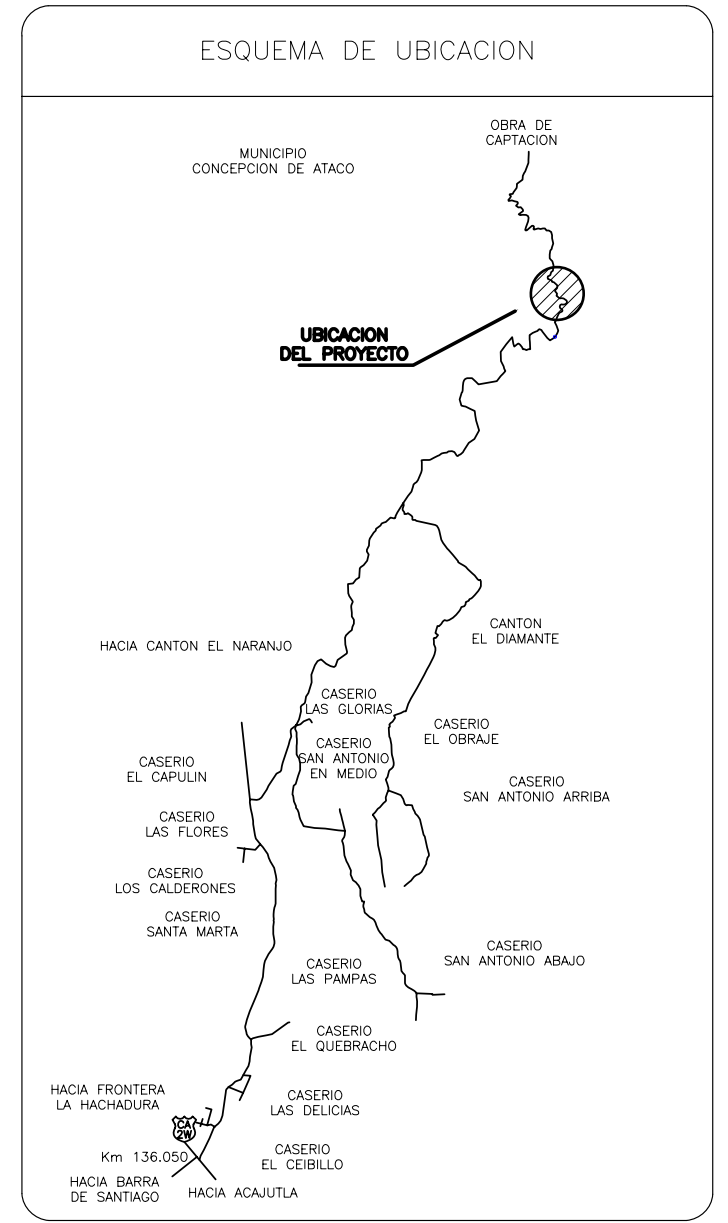 ESQUEMA DE UBICACION
OBRA DE
CAPTACION
MUNICIPIO
CONCEPCION DE ATACO
UBICACION
DEL PROYECTO
CANTON
EL DIAMANTE
HACIA CANTON EL NARANJO
CASERIO
LAS GLORIAS
CASERIO
EL OBRAJE
CASERIO
SAN ANTONIO
EN MEDIO
CASERIO
EL CAPULIN
CASERIO
SAN ANTONIO ARRIBA
CASERIO
LAS FLORES
CASERIO
LOS CALDERONES
CASERIO
SANTA MARTA
CASERIO
SAN ANTONIO ABAJO
CASERIO
LAS PAMPAS
CASERIO
EL QUEBRACHO
HACIA FRONTERA
LA HACHADURA
CASERIO
LAS DELICIAS
CA
2W
Km 136.050
CASERIO
EL CEIBILLO
HACIA BARRA
DE SANTIAGO
HACIA ACAJUTLA